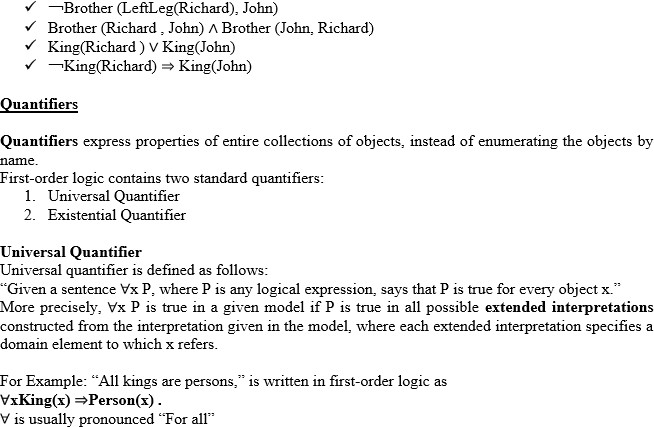 ✓ ¬Brother (LeftLeg(Richard), John)
✓ Brother (Richard , John) ∧ Brother (John, Richard)
✓ King(Richard ) ∨ King(John)
✓ ¬King(Richard) ⇒ King(John)
Quantifiers
Quantifiers express properties of entire collections of objects, instead of enumerating the objects by
name.
First-order logic contains two standard quantifiers:
1. Universal Quantifier
2. Existential Quantifier
Universal Quantifier
Universal quantifier is defined as follows:
“Given a sentence ∀x P, where P is any logical expression, says that P is true for every object x.”
More precisely, ∀x P is true in a given model if P is true in all possible extended interpretations
constructed from the interpretation given in the model, where each extended interpretation specifies a
domain element to which x refers.
For Example: “All kings are persons,” is written in first-order logic as
∀xKing(x) ⇒Person(x) .
∀ is usually pronounced “For all”